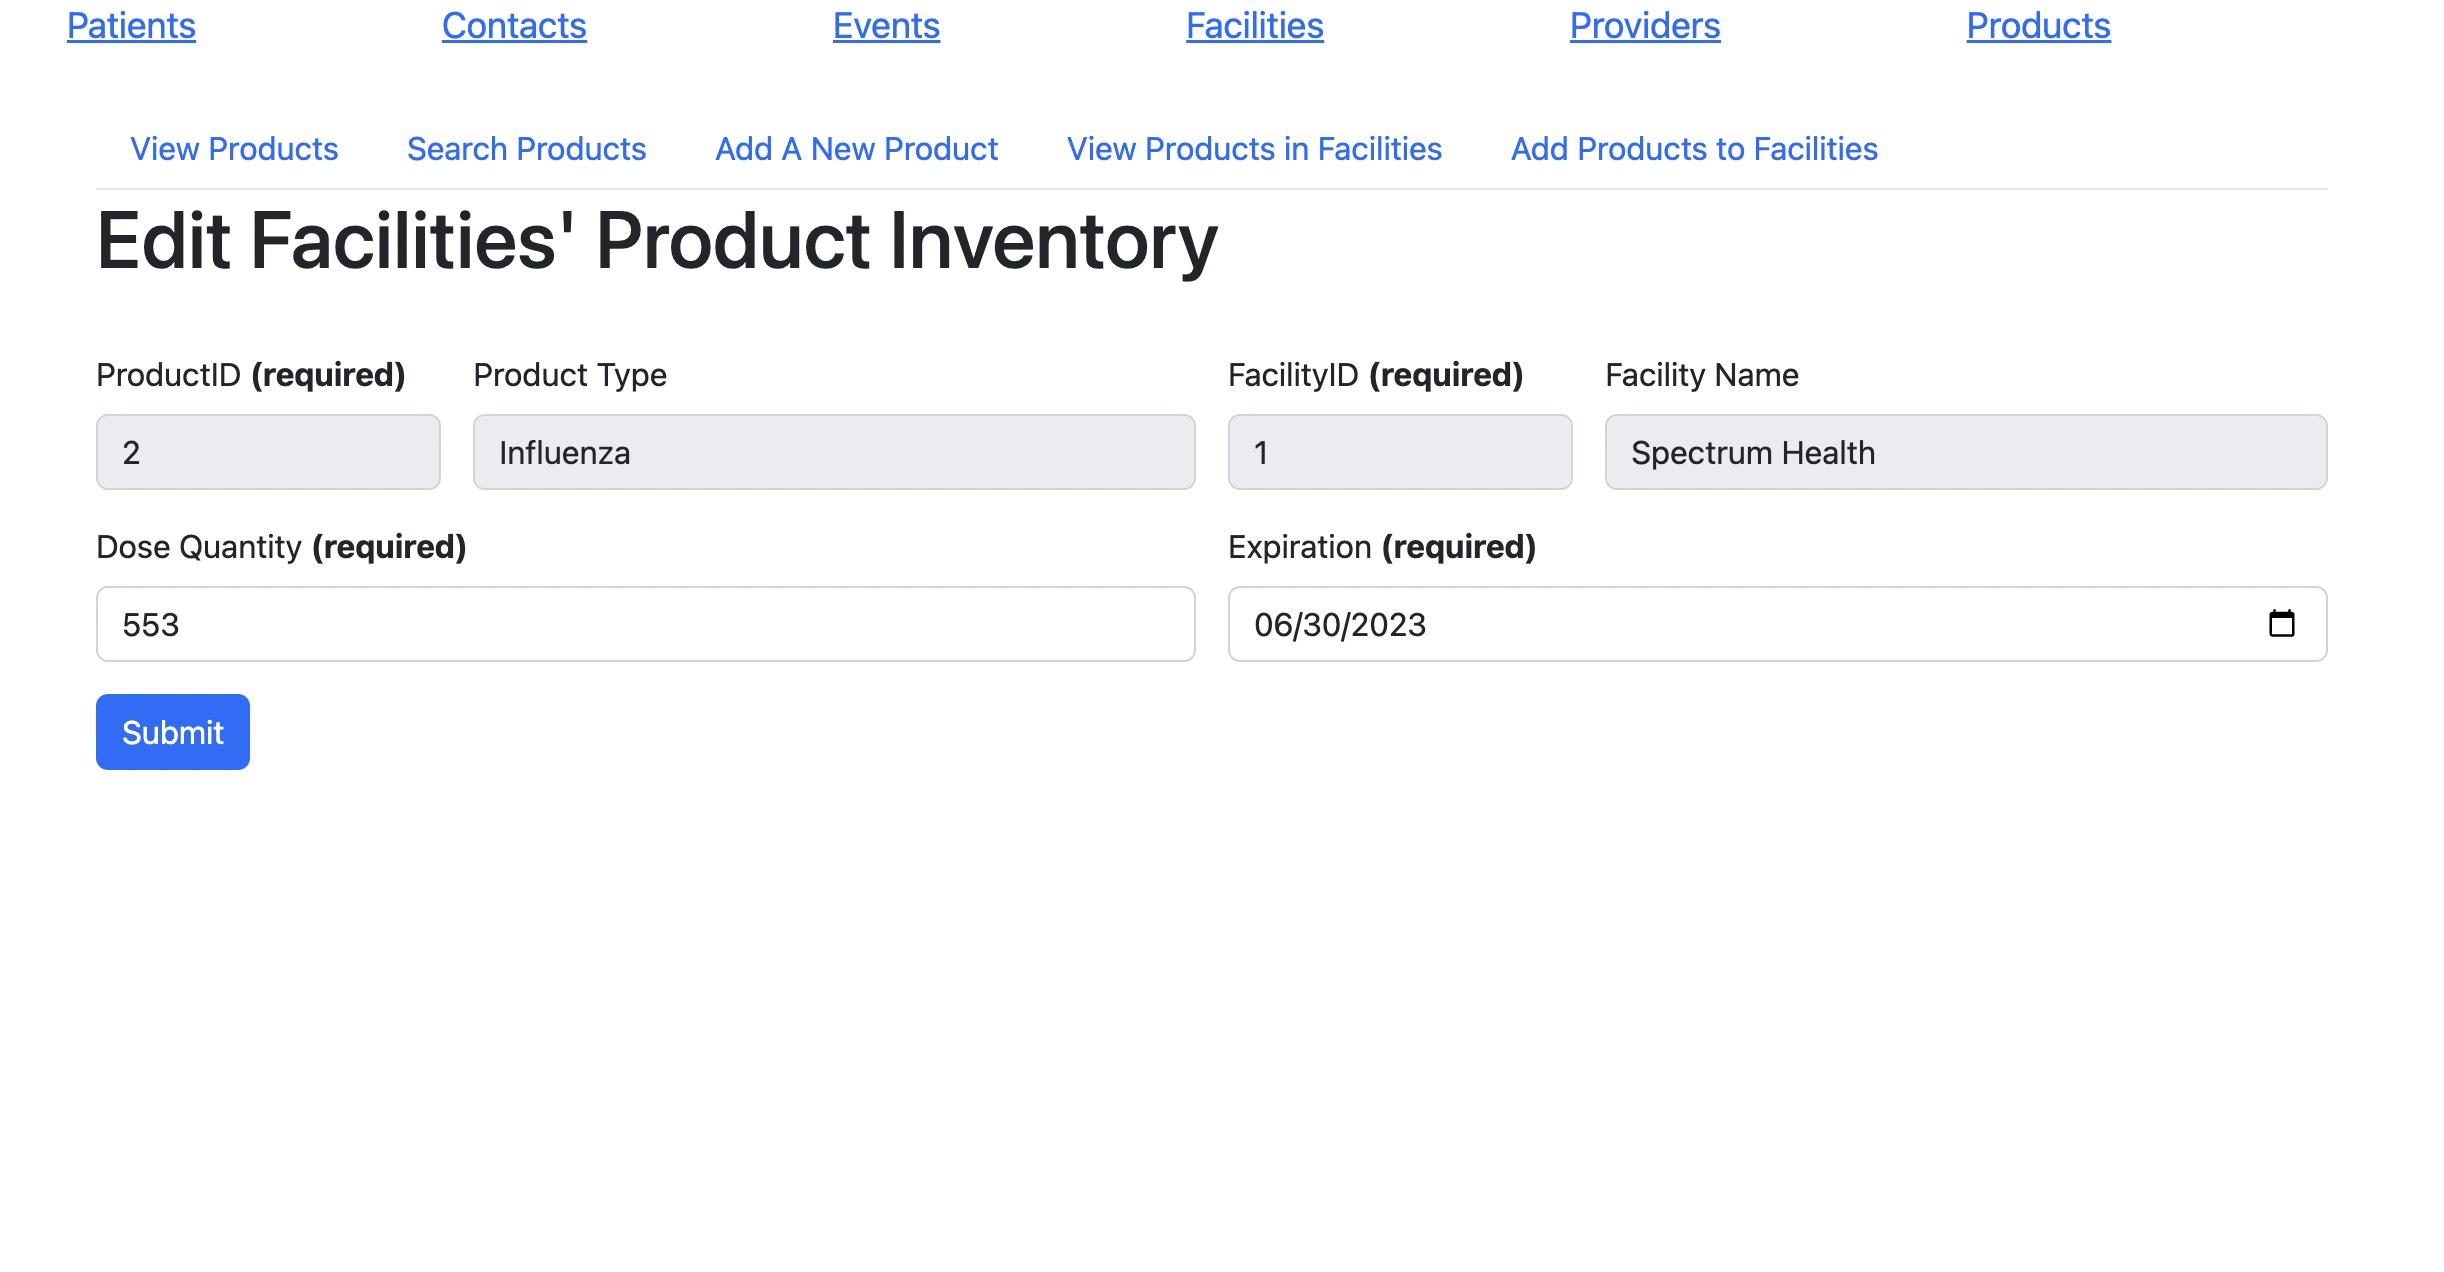 Patients Contacts Events Facilities Providers Products
View Products Search Products Add A New Product View Products in Facilities Add Products to Facilities
Edit Facilities' Product Inventory
ProductID (required) Product Type FacilityID (required) Facility Name
2 Influenza 1 Spectrum Health
Dose Quantity (required) Expiration (required)
553 06/30/2023
Submit